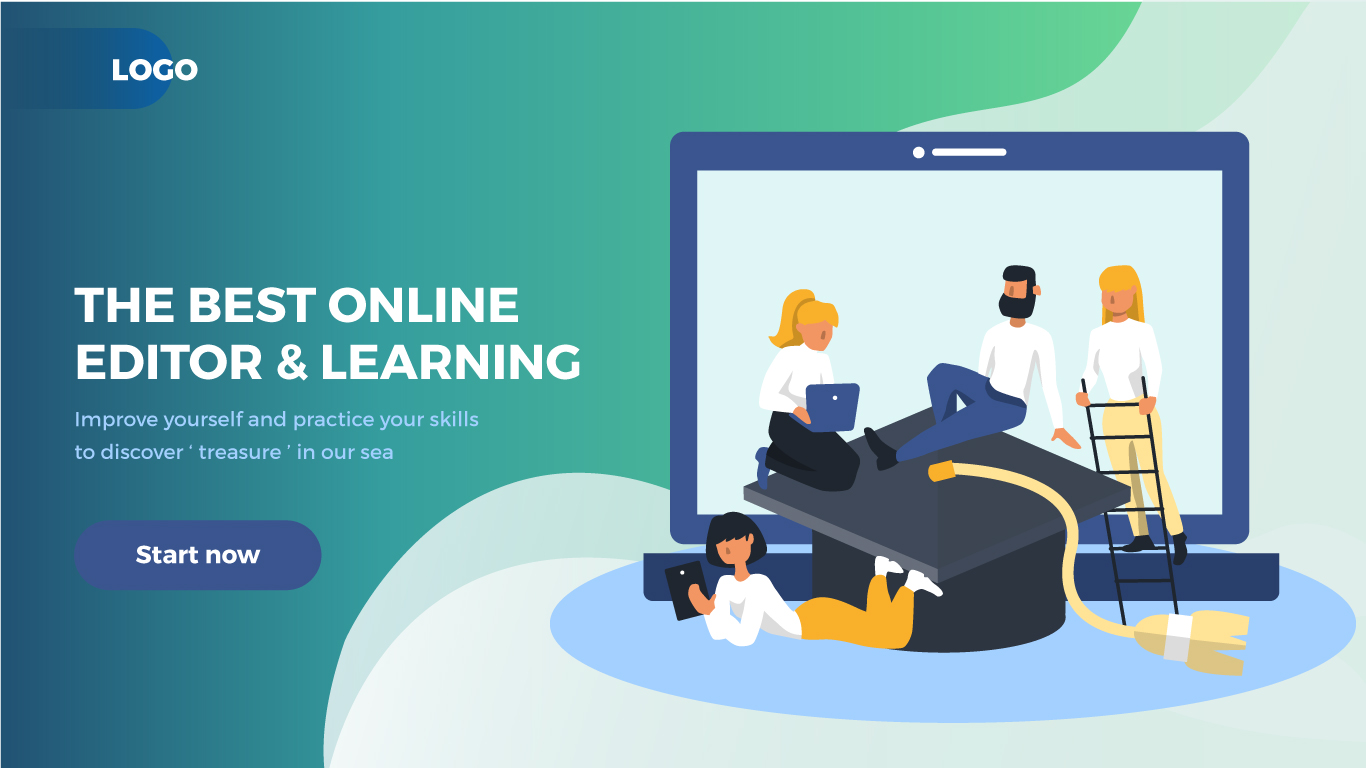 LOGO
THE BEST ONLINE
EDITOR & LEARNING
Improve yourself and practice your skills
to discover ‘ treasure ’ in our sea
Start now